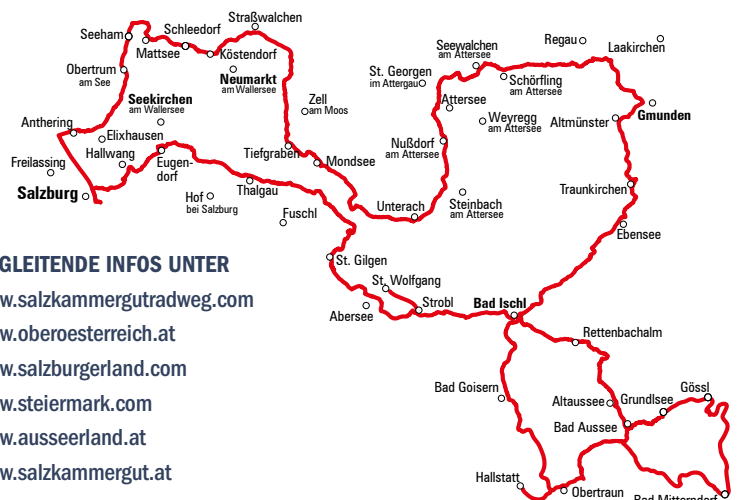 Straßwalchen
Seeham
Schleedorf
Mattsee
Köstendorf
Obertrum
am See
Neumarkt
am Wallersee
Seekirchen
am Wallersee
Zell
am Moos
Anthering
Elixhausen
Hallwang
Freilassing
Eugen-
dorf
Tiefgraben
Mondsee
Salzburg
Hof
bei Salzburg
Thalgau
Fuschl
Seewalchen
am Attersee
Regau
Laakirchen
St. Georgen
im Attergau
Schörfling
am Attersee
Attersee
Weyregg
am Attersee
Altmünster
Gmunden
Nußdorf
am Attersee
Unterach
Steinbach
am Attersee
Traunkirchen
Ebensee
St. Gilgen
St. Wolfgang
Abersee
Strobl
Bad Ischl
Rettenbachalm
Bad Goisern
Altaussee
Grundlsee
Gössl
Bad Aussee
Hallstatt
Obertraun
Bad Mitterndorf
GLEITENDE INFOS UNTER
w.salzkammergutradweg.com
w.oberoesterreich.at
w.salzburgerland.com
w.steiermark.com
w.ausseerland.at
w.salzkammergut.at